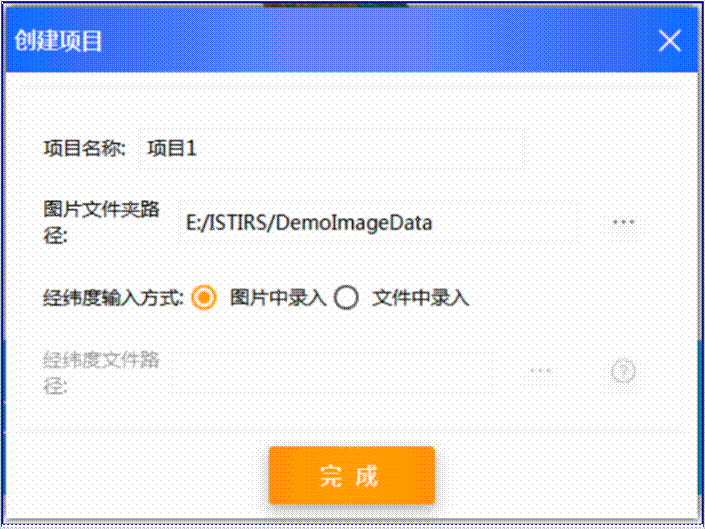 创建项目
项目名称: 项目1
图片文件夹路
径:
E:/ISTIRS/DemoImageData
...
经纬度输入方式: 图片中录入 文件中录入
经纬度文件路
径:
... ?
完 成